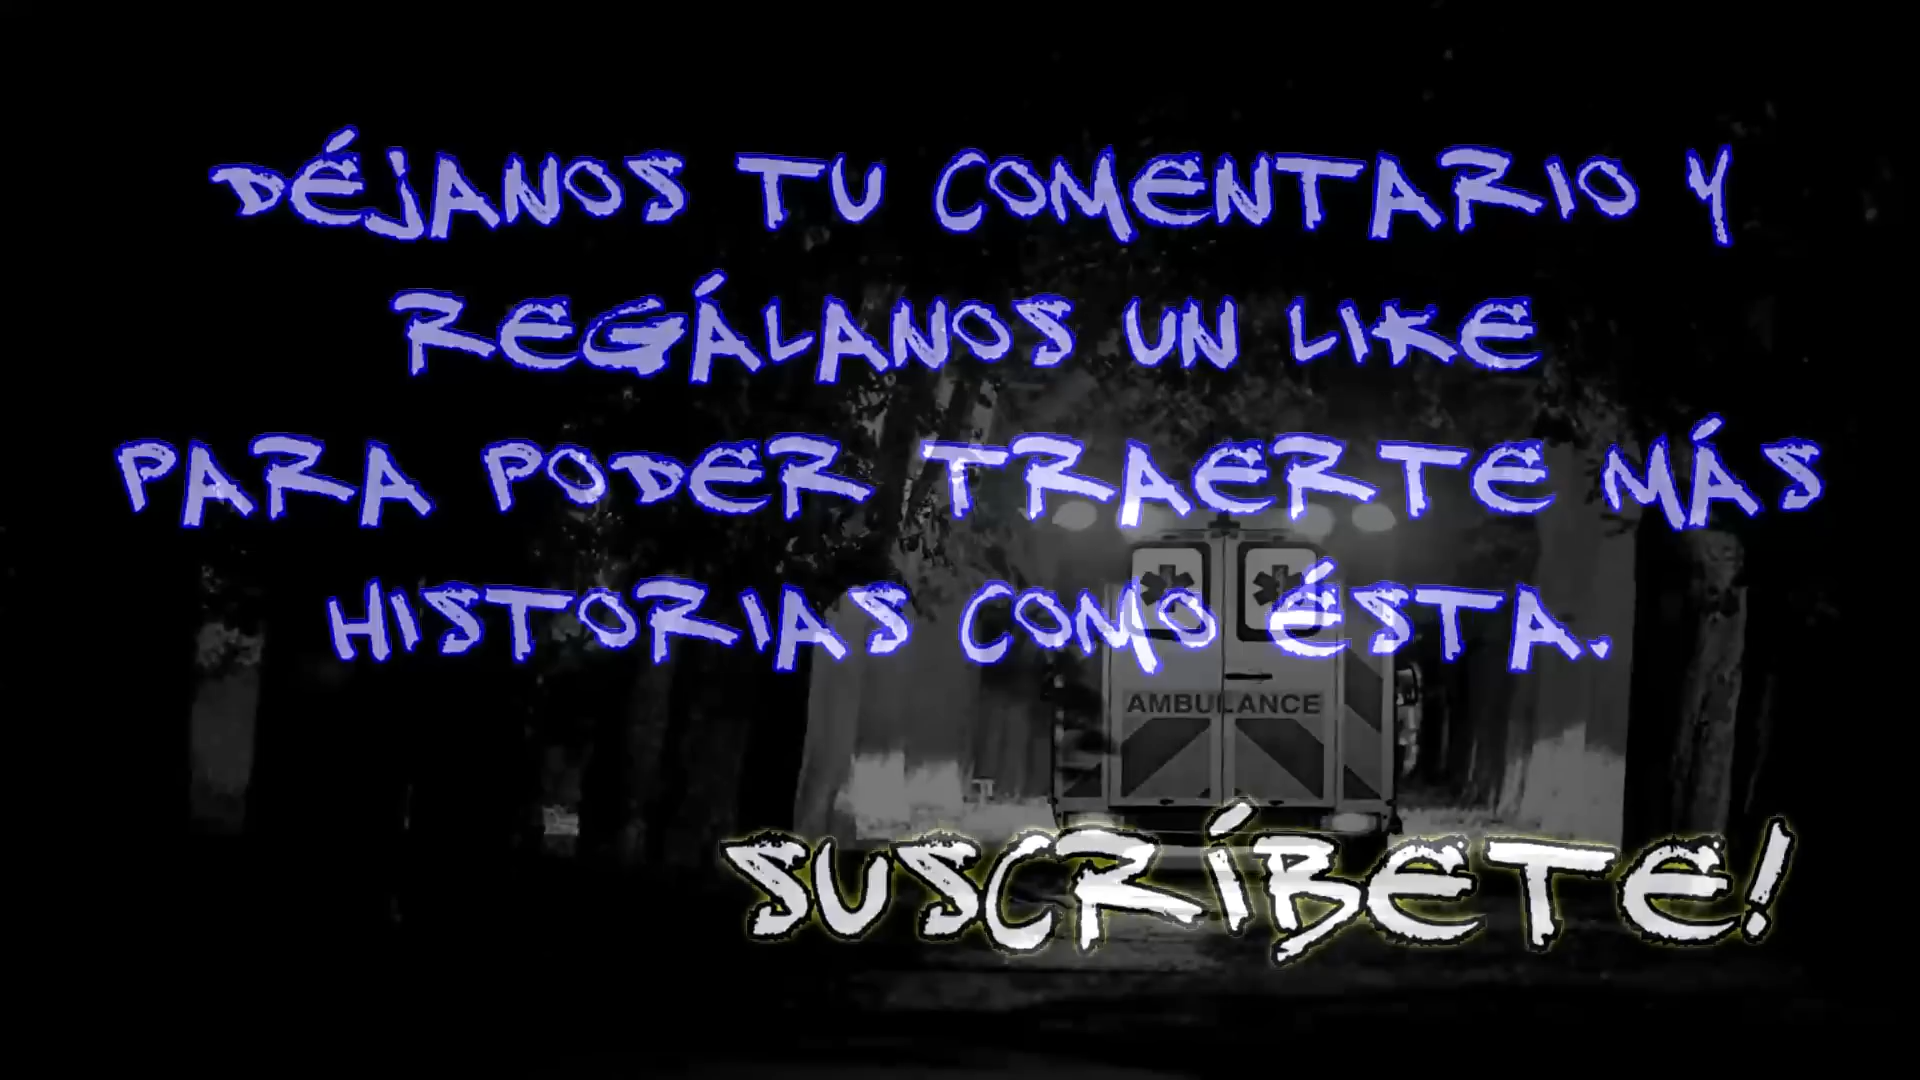 DÉJANOS TU COMENTARIO Y
REGÁLANOS UN LIKE
PARA PODER TRAERTE MÁS
HISTORIAS COMO ÉSTA.
AMBULANCE
SUSCRÍBETE!